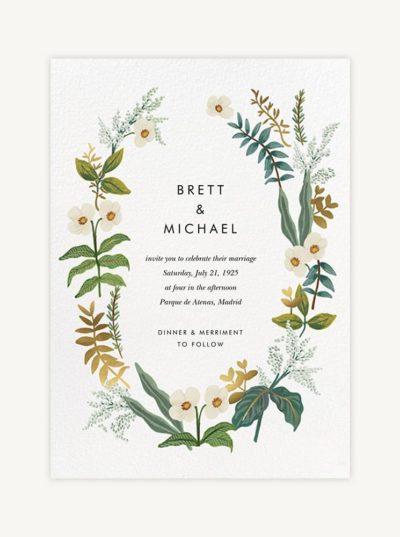 BRETT
&
MICHAEL
invite you to celebrate their marriage
Saturday, July 21, 1925
at four in the afternoon
Parque de Atenas, Madrid
DINNER & MERRIMENT
TO FOLLOW